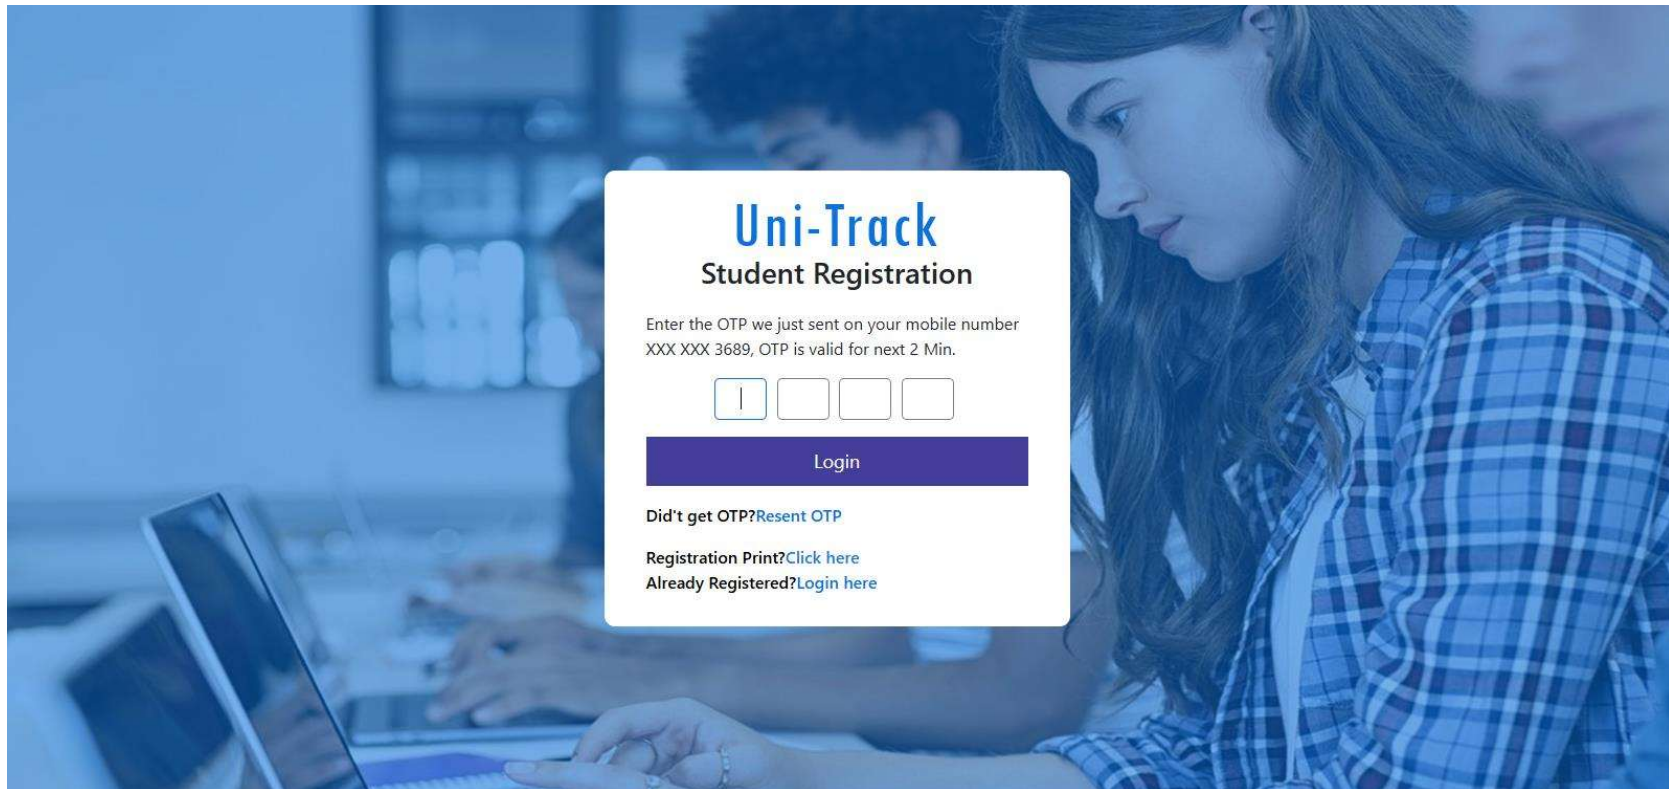 Uni-Track
Student Registration
Enter the OTP we just sent on your mobile number
XXX XXX 3689, OTP is valid for next 2 Min.
Login
Did't get OTP?Resent OTP
Registration Print?Click here
Already Registered?Login here